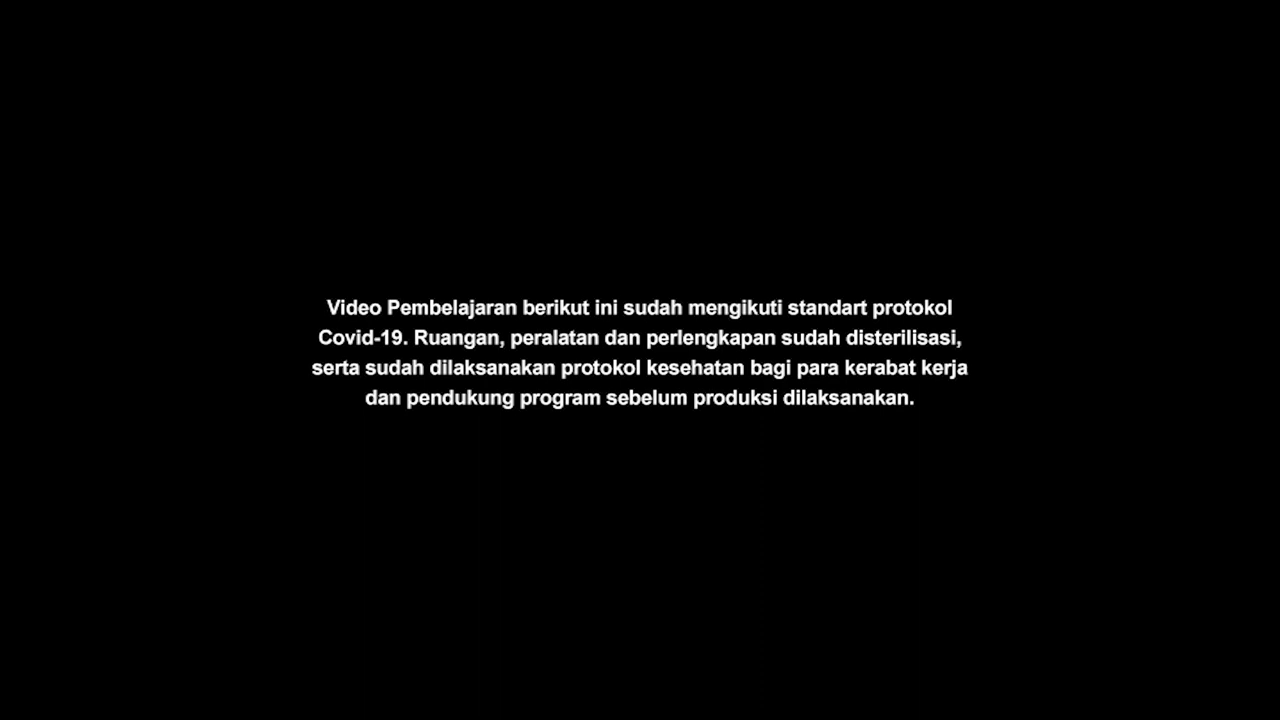 Video Pembelajaran berikut ini sudah mengikuti standart protokol
Covid-19. Ruangan, peralatan dan perlengkapan sudah disterilisasi,
serta sudah dilaksanakan protokol kesehatan bagi para kerabat kerja
dan pendukung program sebelum produksi dilaksanakan.